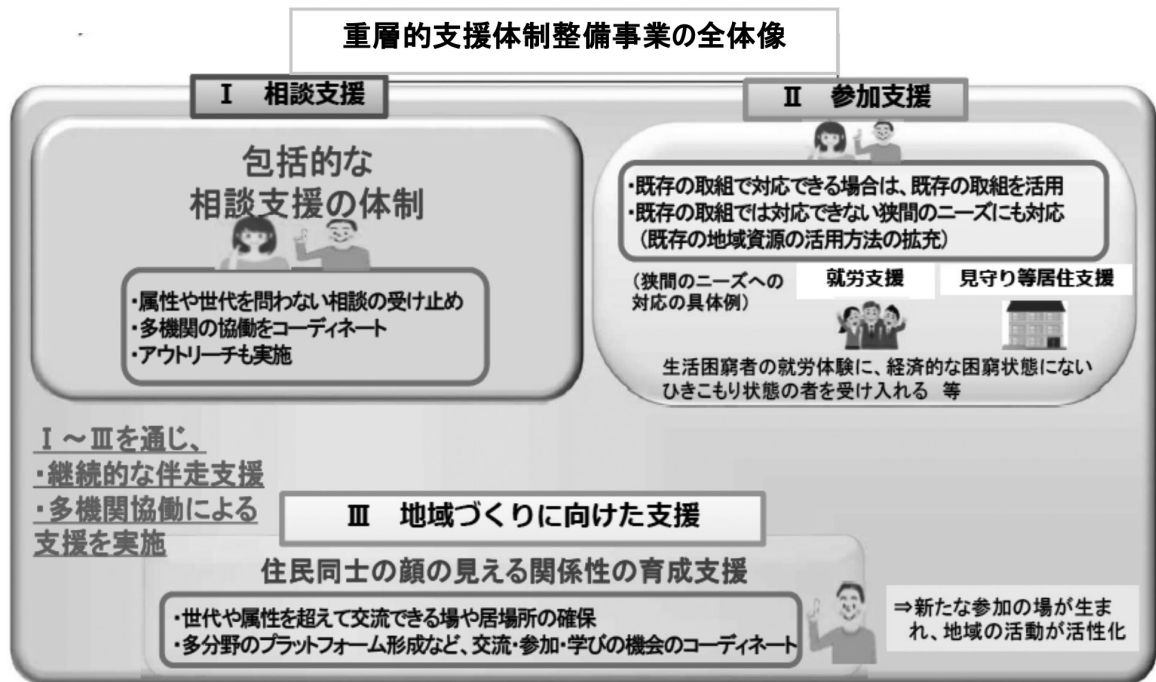 重層的支援体制整備事業の全体像
Ⅰ 相談支援
包括的な
相談支援の体制
・属性や世代を問わない相談の受け止め
・多機関の協働をコーディネート
・アウトリーチも実施
Ⅱ 参加支援
・既存の取組で対応できる場合は、既存の取組を活用
・既存の取組では対応できない狭間のニーズにも対応
（既存の地域資源の活用方法の拡充）
（狭間のニーズへの
対応の具体例）
就労支援
見守り等居住支援
生活困窮者の就労体験に、経済的な困窮状態にない
ひきこもり状態の者を受け入れる 等
Ⅰ～Ⅲを通じ、
・継続的な伴走支援
・多機関協働による
支援を実施
Ⅲ 地域づくりに向けた支援
住民同士の顔の見える関係性の育成支援
・世代や属性を超えて交流できる場や居場所の確保
・多分野のプラットフォーム形成など、交流・参加・学びの機会のコーディネート
⇒新たな参加の場が生ま
れ、地域の活動が活性化